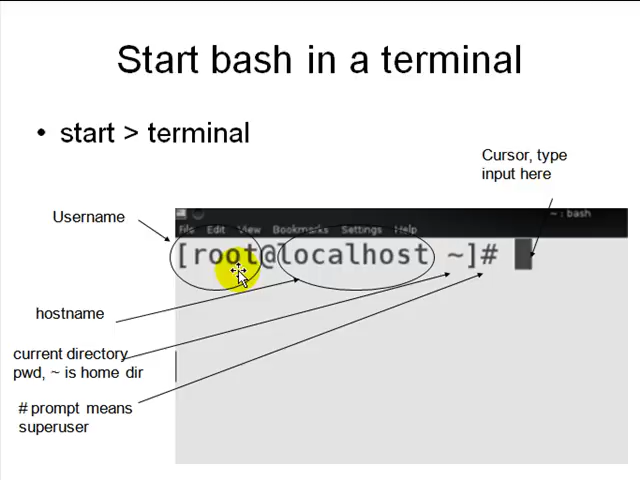 Start bash in a terminal
• start > terminal
Cursor, type
input here
Username
~ : bash
File Edit View Bookmarks Settings Help
[root@localhost ~]#
hostname
current directory
pwd, ~ is home dir
# prompt means
superuser